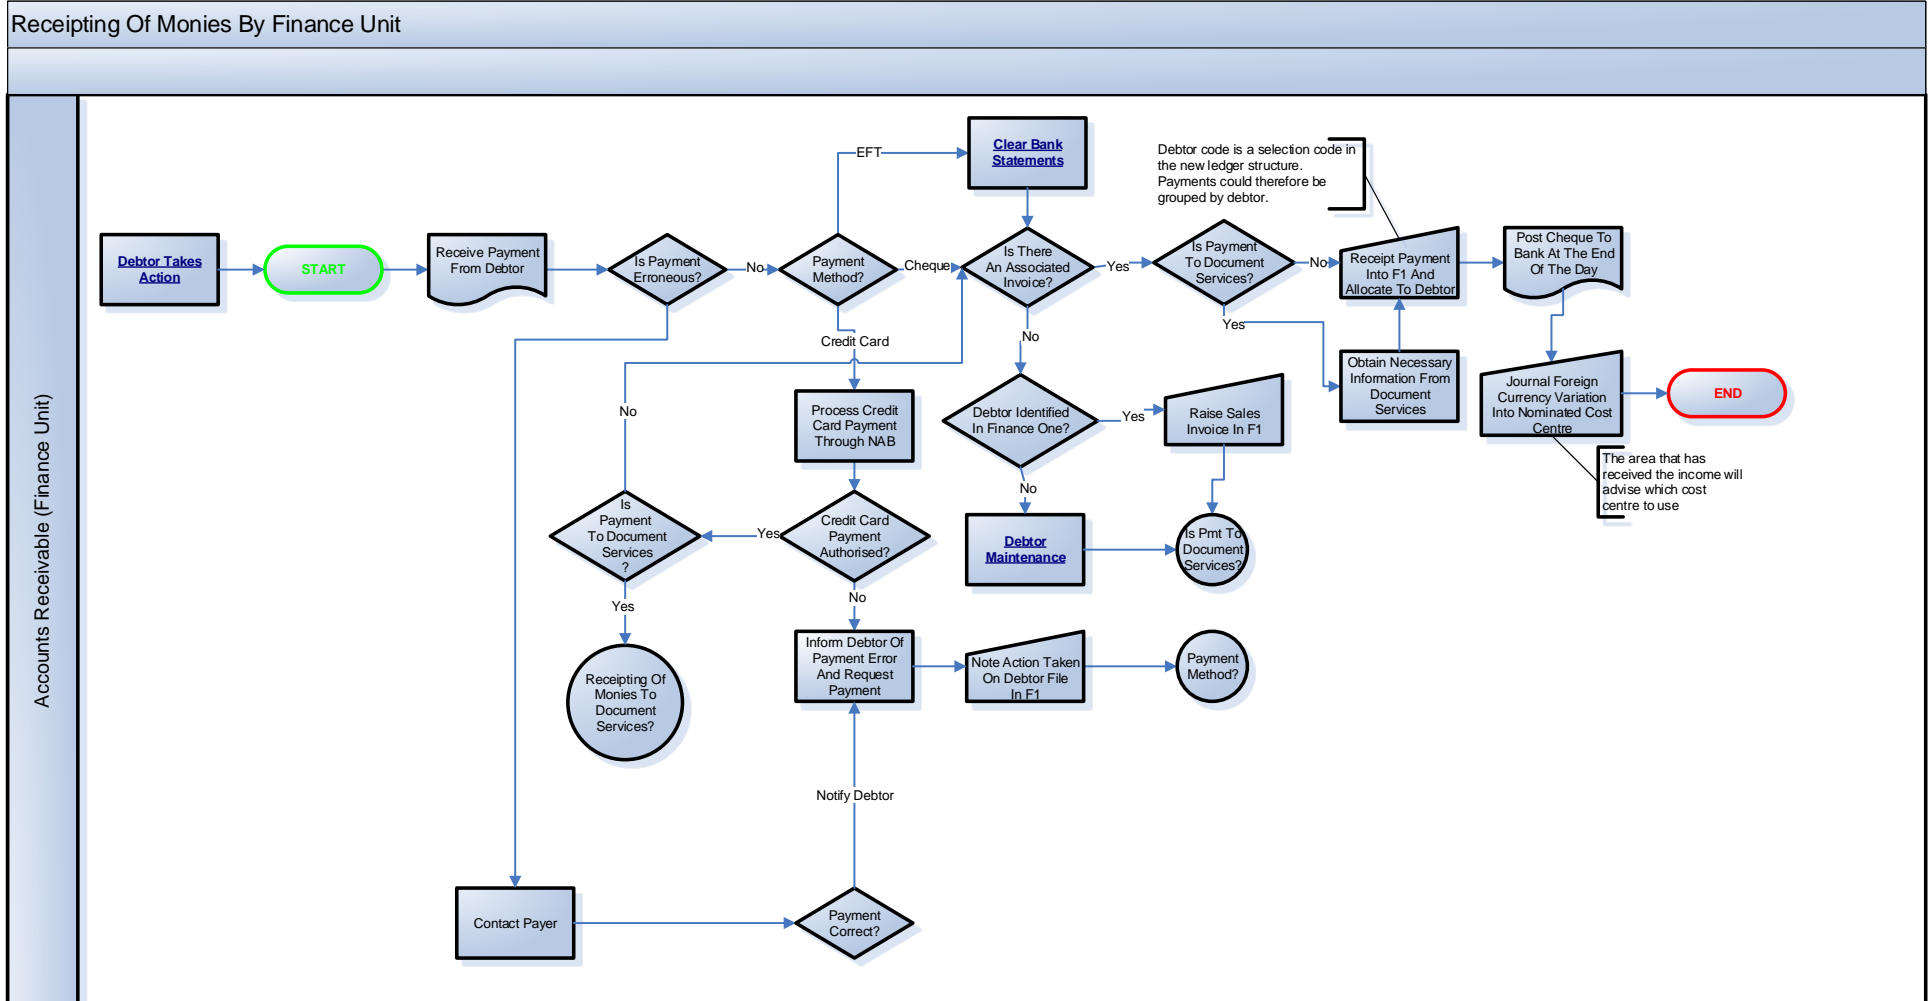 Receipting Of Monies By Finance Unit
Accounts Receivable (Finance Unit)
Debtor Takes
Action
START
Receive Payment
From Debtor
Is Payment
Erroneous?
No
Payment
Method?
EFT
Cheque
Credit Card
Clear Bank
Statements
Is There
An Associated
Invoice?
Yes
No
Is Payment
To Document
Services?
No
Yes
Debtor code is a selection code in
the new ledger structure.
Payments could therefore be
grouped by debtor.
Receipt Payment
Into F1 And
Allocate To Debtor
Post Cheque To
Bank At The End
Of The Day
Obtain Necessary
Information From
Document
Services
Journal Foreign
Currency Variation
Into Nominated Cost
Centre
END
The area that has
received the income will
advise which cost
centre to use
Process Credit
Card Payment
Through NAB
Debtor Identified
In Finance One?
Yes
No
Raise Sales
Invoice In F1
No
Is
Payment
To Document
Services
?
Yes
Yes
Credit Card
Payment
Authorised?
No
Debtor
Maintenance
Is Pmt To
Document
Services?
Receipting Of
Monies To
Document
Services?
Inform Debtor Of
Payment Error
And Request
Payment
Note Action Taken
On Debtor File
In F1
Payment
Method?
Notify Debtor
Contact Payer
Payment
Correct?